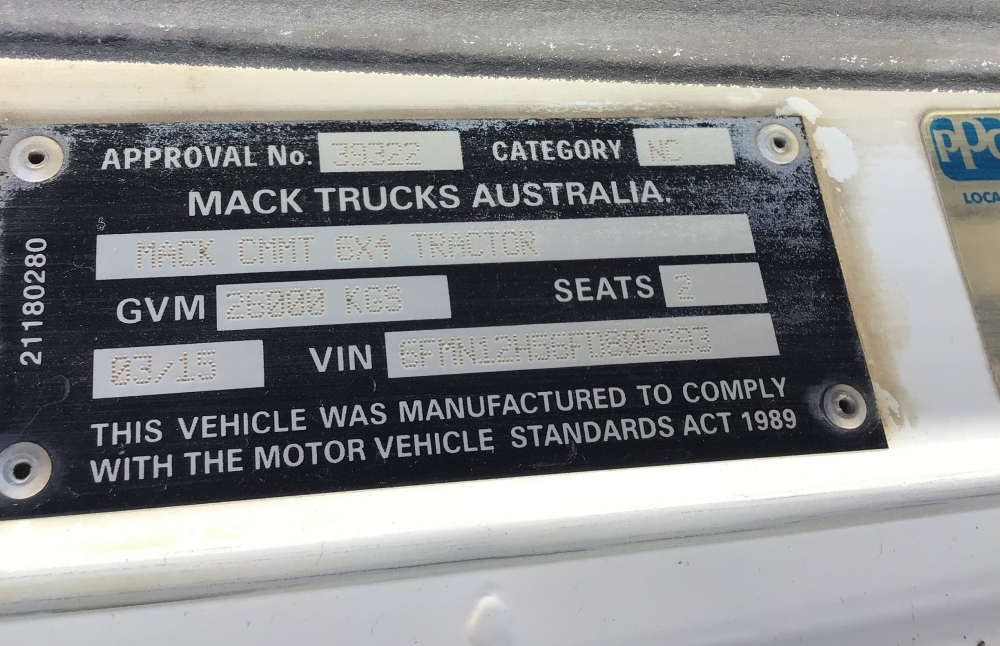 APPROVAL No. 39322 CATEGORY NC
MACK TRUCKS AUSTRALIA.
MACK CMMT 6X4 TRACTOR
GVM 26000 KGS SEATS 2
03/15 VIN 6FMN12H56FD806293
THIS VEHICLE WAS MANUFACTURED TO COMPLY
WITH THE MOTOR VEHICLE STANDARDS ACT 1989
21180280
LOCA